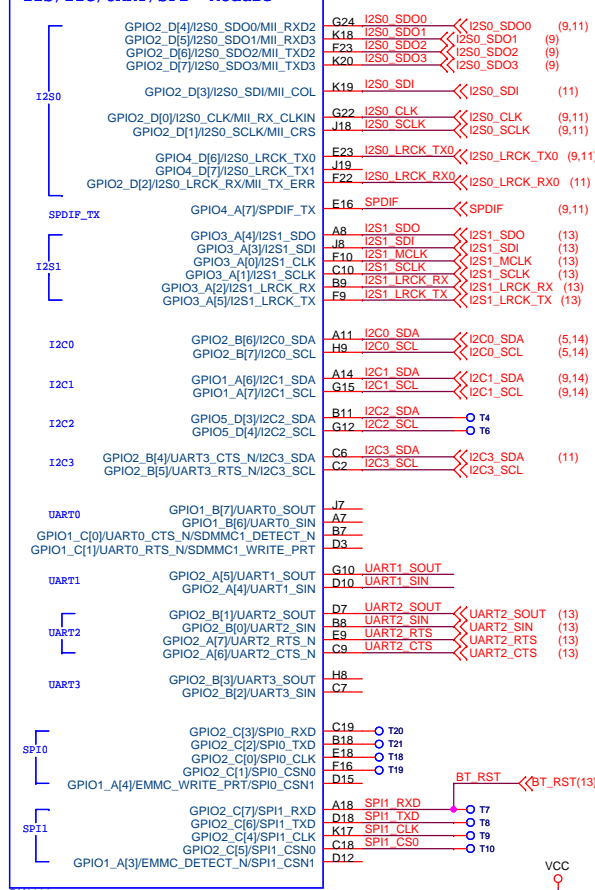 GPIO2_D[4]/I2S0_SDO0/MII_RXD2 G24 I2S0_SDO0 I2S0_SDO0 (9,11)
GPIO2_D[5]/I2S0_SDO1/MII_RXD3 K18 I2S0_SDO1 I2S0_SDO1 (9)
GPIO2_D[6]/I2S0_SDO2/MII_TXD2 F23 I2S0_SDO2 I2S0_SDO2 (9)
GPIO2_D[7]/I2S0_SDO3/MII_TXD3 K20 I2S0_SDO3 I2S0_SDO3 (9)
I2S0 GPIO2_D[3]/I2S0_SDI/MII_COL K19 I2S0_SDI I2S0_SDI (11)
GPIO2_D[0]/I2S0_CLK/MII_RX_CLKIN G22 I2S0_CLK I2S0_CLK (9,11)
GPIO2_D[1]/I2S0_SCLK/MII_CRS J18 I2S0_SCLK I2S0_SCLK (9,11)
GPIO4_D[6]/I2S0_LRCK_TX0 E23 I2S0_LRCK_TX0 I2S0_LRCK_TX0 (9,11)
GPIO4_D[7]/I2S0_LRCK_TX1 J19
GPIO2_D[2]/I2S0_LRCK_RX/MII_TX_ERR F22 I2S0_LRCK_RX0 I2S0_LRCK_RX0 (11)
SPDIF_TX GPIO4_A[7]/SPDIF_TX E16 SPDIF SPDIF (9,11)
GPIO3_A[4]/I2S1_SDO A8 I2S1_SDO I2S1_SDO (13)
GPIO3_A[3]/I2S1_SDI J8 I2S1_SDI I2S1_SDI (13)
I2S1 GPIO3_A[0]/I2S1_CLK F10 I2S1_MCLK I2S1_MCLK (13)
GPIO3_A[1]/I2S1_SCLK C10 I2S1_SCLK I2S1_SCLK (13)
GPIO3_A[2]/I2S1_LRCK_RX B9 I2S1_LRCK_RX I2S1_LRCK_RX (13)
GPIO3_A[5]/I2S1_LRCK_TX F9 I2S1_LRCK_TX I2S1_LRCK_TX (13)
I2C0 GPIO2_B[6]/I2C0_SDA A11 I2C0_SDA I2C0_SDA (5,14)
GPIO2_B[7]/I2C0_SCL H9 I2C0_SCL I2C0_SCL (5,14)
I2C1 GPIO1_A[6]/I2C1_SDA A14 I2C1_SDA I2C1_SDA (9,14)
GPIO1_A[7]/I2C1_SCL G15 I2C1_SCL I2C1_SCL (9,14)
I2C2 GPIO5_D[3]/I2C2_SDA B11 I2C2_SDA T4
GPIO5_D[4]/I2C2_SCL G12 I2C2_SCL T6
I2C3 GPIO2_B[4]/UART3_CTS_N/I2C3_SDA C6 I2C3_SDA I2C3_SDA (11)
GPIO2_B[5]/UART3_RTS_N/I2C3_SCL C2 I2C3_SCL I2C3_SCL
UART0 GPIO1_B[7]/UART0_SOUT J7
GPIO1_B[6]/UART0_SIN A7
GPIO1_C[0]/UART0_CTS_N/SDMMC1_DETECT_N B7
GPIO1_C[1]/UART0_RTS_N/SDMMC1_WRITE_PRT D3
UART1 GPIO2_A[5]/UART1_SOUT G10 UART1_SOUT
GPIO2_A[4]/UART1_SIN D10 UART1_SIN
GPIO2_B[1]/UART2_SOUT D7 UART2_SOUT UART2_SOUT (13)
UART2 GPIO2_B[0]/UART2_SIN B8 UART2_SIN UART2_SIN (13)
GPIO2_A[7]/UART2_RTS_N E9 UART2_RTS UART2_RTS (13)
GPIO2_A[6]/UART2_CTS_N C9 UART2_CTS UART2_CTS (13)
UART3 GPIO2_B[3]/UART3_SOUT H8
GPIO2_B[2]/UART3_SIN C7
GPIO2_C[3]/SPI0_RXD C19 T20
GPIO2_C[2]/SPI0_TXD B18 T21
SPI0 GPIO2_C[0]/SPI0_CLK E18 T18
GPIO2_C[1]/SPI0_CSN0 F16 T19
GPIO1_A[4]/EMMC_WRITE_PRT/SPI0_CSN1 D15 BT_RST BT_RST(13)
GPIO2_C[7]/SPI1_RXD A18 SPI1_RXD T7
GPIO2_C[6]/SPI1_TXD D18 SPI1_TXD T8
SPI1 GPIO2_C[4]/SPI1_CLK K17 SPI1_CLK T9
GPIO2_C[5]/SPI1_CSN0 C18 SPI1_CS0 T10
GPIO1_A[3]/EMMC_DETECT_N/SPI1_CSN1 D12
VCC